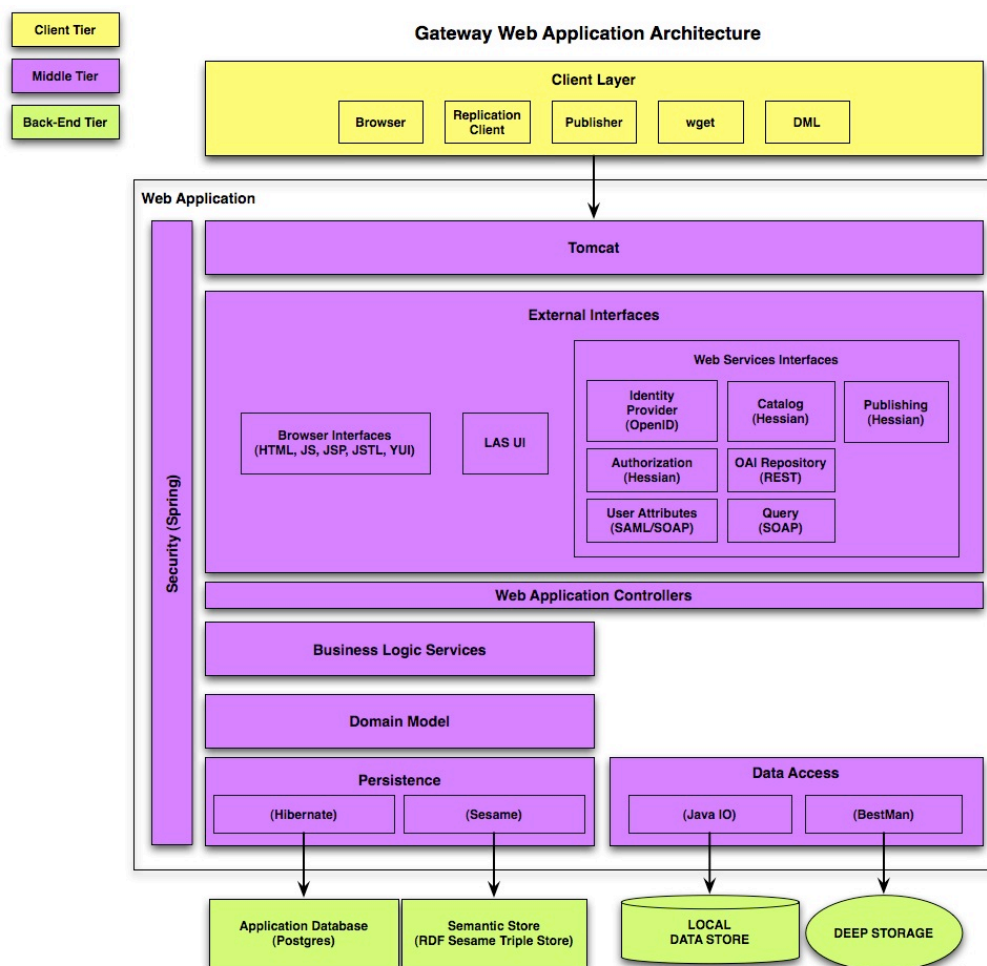 Client Tier
Middle Tier
Back-End Tier
Gateway Web Application Architecture
Client Layer
Browser
Replication
Client
Publisher
wget
DML
Web Application
Security (Spring)
Tomcat
External Interfaces
Browser Interfaces
(HTML, JS, JSP, JSTL, YUI)
LAS UI
Web Services Interfaces
Identity
Provider
(OpenID)
Catalog
(Hessian)
Publishing
(Hessian)
Authorization
(Hessian)
OAI Repository
(REST)
User Attributes
(SAML/SOAP)
Query
(SOAP)
Web Application Controllers
Business Logic Services
Domain Model
Persistence
(Hibernate)
(Sesame)
Data Access
(Java IO)
(BestMan)
Application Database
(Postgres)
Semantic Store
(RDF Sesame Triple Store)
LOCAL
DATA STORE
DEEP STORAGE